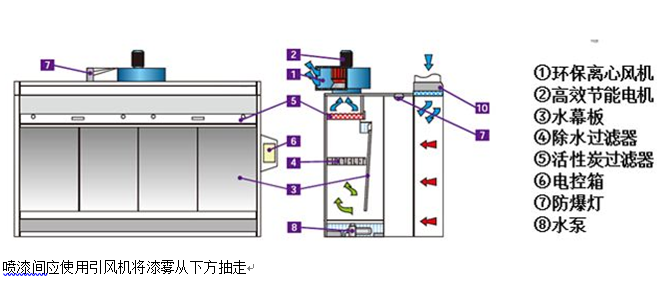 7
2
1
5
6
4
3
8
10
7
①环保离心风机
②高效节能电机
③水幕板
④除水过滤器
⑤活性炭过滤器
⑥电控箱
⑦防爆灯
⑧水泵
喷漆间应使用引风机将漆雾从下方抽走